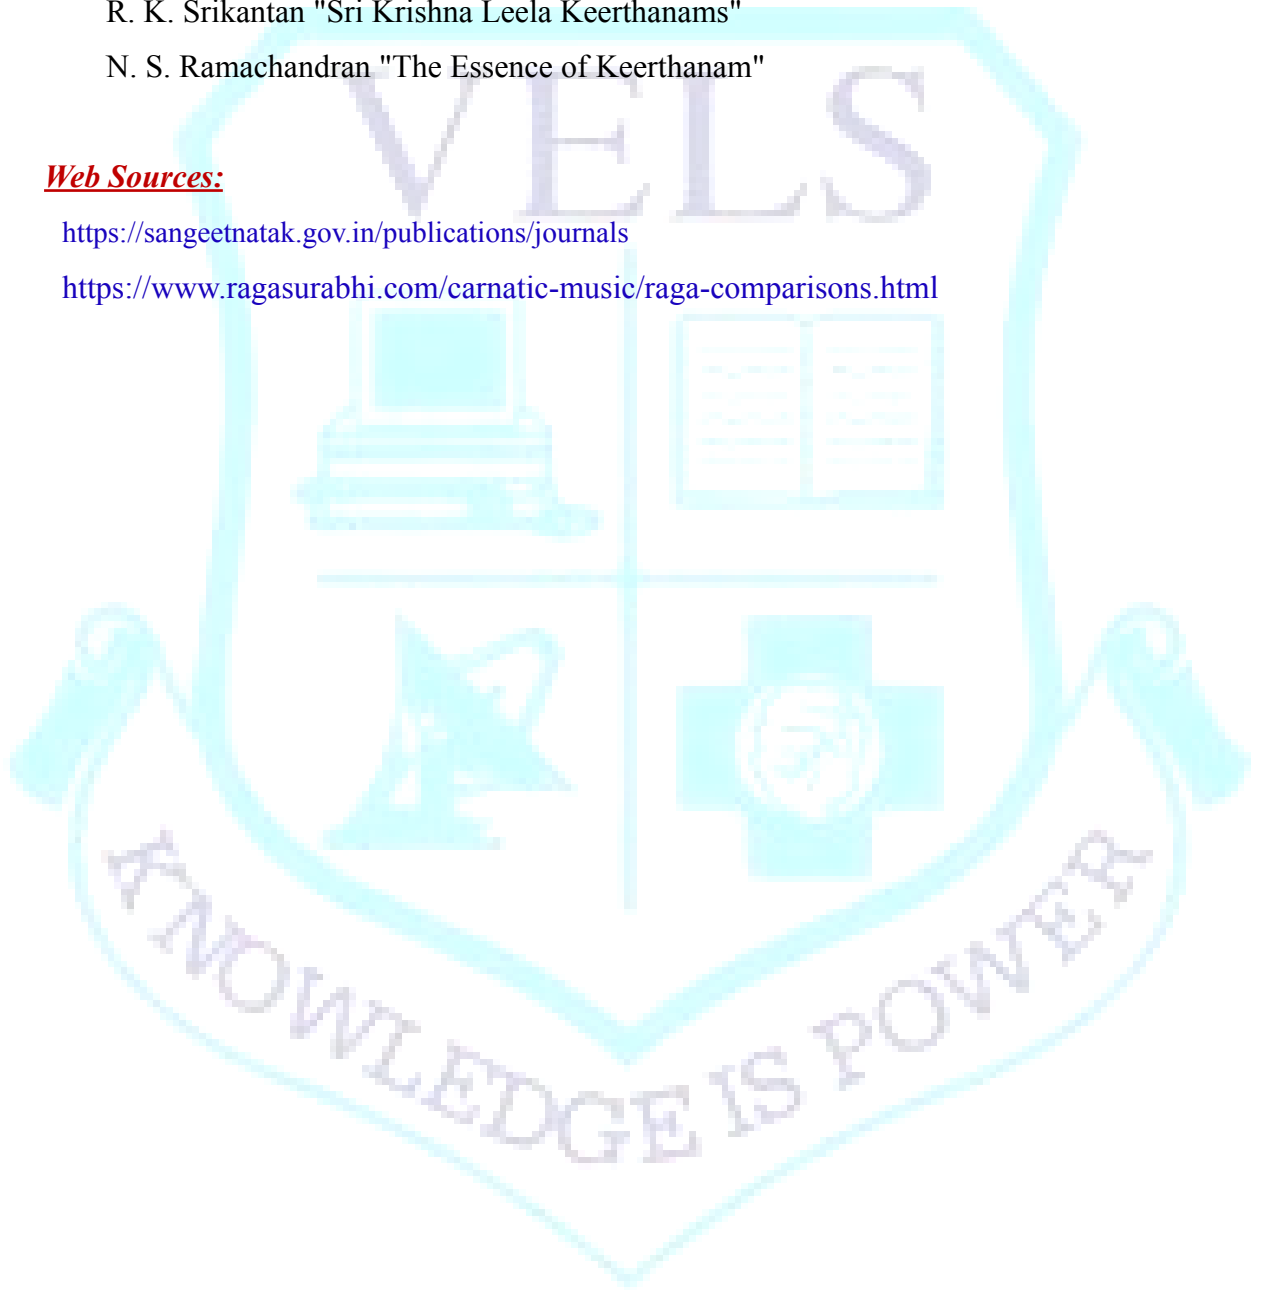 R. K. Srikantan "Sri Krishna Leela Keerthanams"
N. S. Ramachandran "The Essence of Keerthanam"
VELS
Web Sources:
https://sangeetnatak.gov.in/publications/journals
https://www.ragasurabhi.com/carnatic-music/raga-comparisons.html
KNOWLEDGE IS POWER